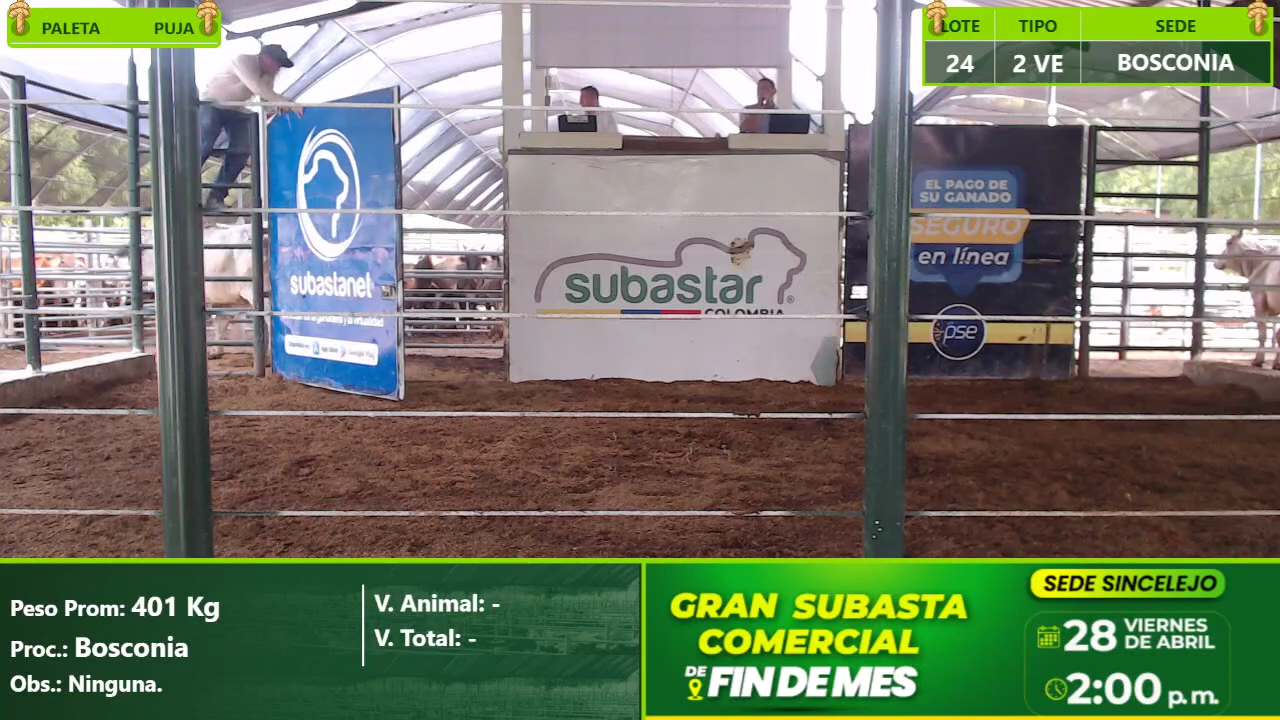 PALETA PUJA
LOTE TIPO SEDE
24 2 VE BOSCONIA
subastanet
subastar
COLOMBIA
EL PAGO DE
SU GANADO
SEGURO
en línea
pse
Peso Prom: 401 Kg
Proc.: Bosconia
Obs.: Ninguna.
V. Animal: -
V. Total: -
GRAN SUBASTA
COMERCIAL
DE FIN DE MES
SEDE SINCELEJO
28 VIERNES
DE ABRIL
2:00 p.m.